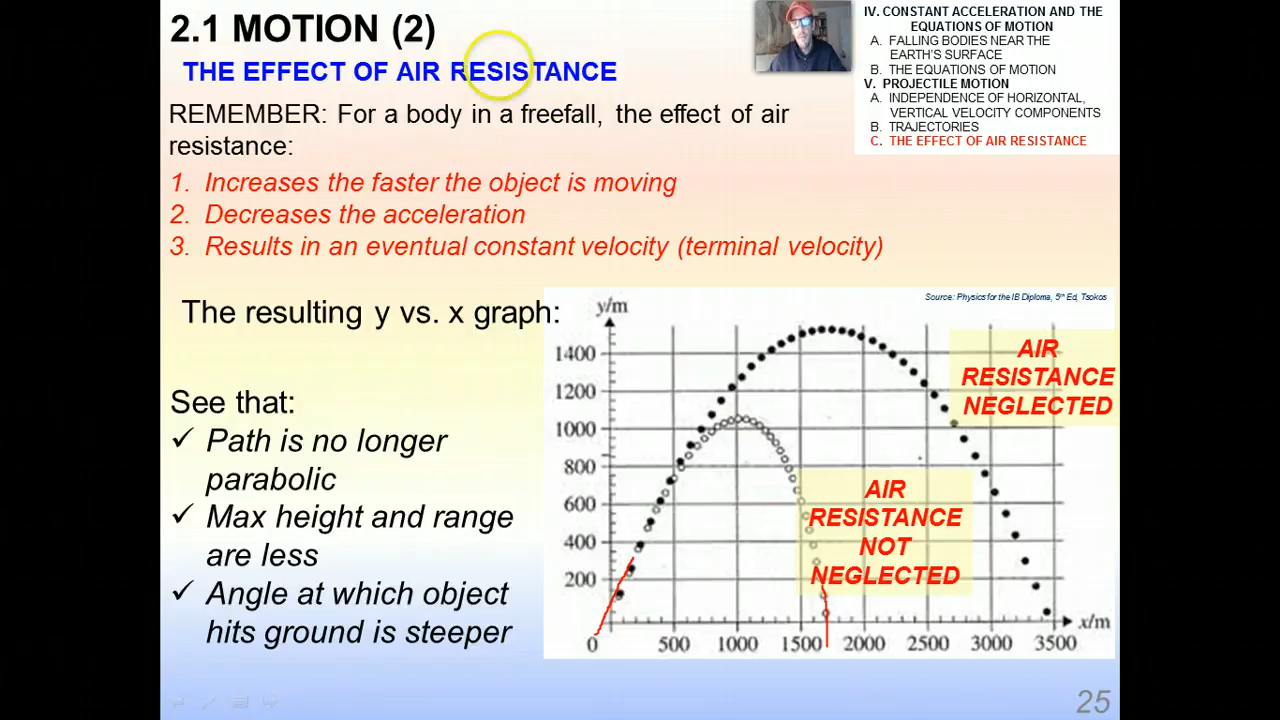 2.1 MOTION (2)
THE EFFECT OF AIR RESISTANCE
REMEMBER: For a body in a freefall, the effect of air
resistance:
1. Increases the faster the object is moving
2. Decreases the acceleration
3. Results in an eventual constant velocity (terminal velocity)
IV. CONSTANT ACCELERATION AND THE
EQUATIONS OF MOTION
A. FALLING BODIES NEAR THE
EARTH'S SURFACE
B. THE EQUATIONS OF MOTION
V. PROJECTILE MOTION
A. INDEPENDENCE OF HORIZONTAL,
VERTICAL VELOCITY COMPONENTS
B. TRAJECTORIES
C. THE EFFECT OF AIR RESISTANCE
The resulting y vs. x graph:
See that:
✓ Path is no longer
parabolic
✓ Max height and range
are less
✓ Angle at which object
hits ground is steeper
Source: Physics for the IB Diploma, 5th Ed, Tsokos
y/m
1400
1200
1000
800
600
400
200
0 500 1000 1500 2000 2500 3000 3500
x/m
AIR
RESISTANCE
NEGLECTED
AIR
RESISTANCE
NOT
NEGLECTED
25